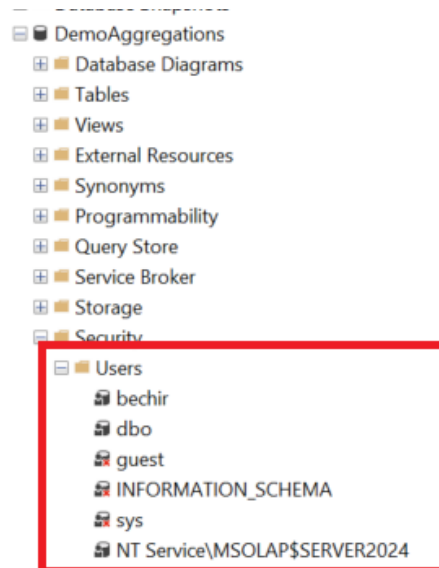 DemoAggregations
Database Diagrams
Tables
Views
External Resources
Synonyms
Programmability
Query Store
Service Broker
Storage
Security
Users
bechir
dbo
guest
INFORMATION_SCHEMA
sys
NT Service\MSOLAP$SERVER2024